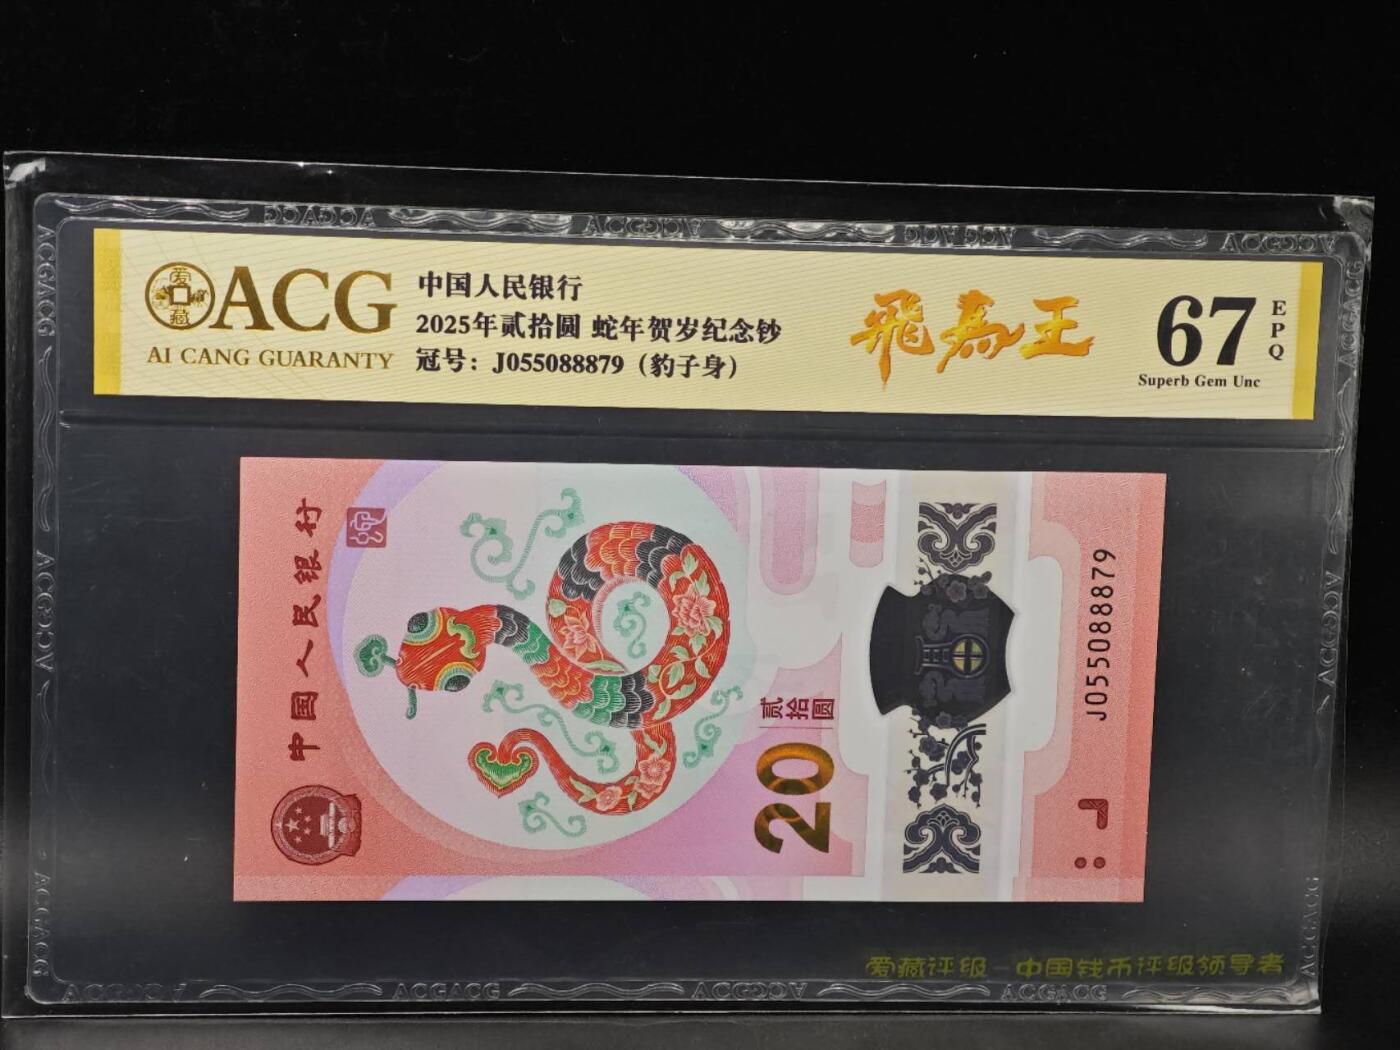 爱藏
ACG
AI CANG GUARANTY
中国人民银行
2025年贰拾圆 蛇年贺岁纪念钞
冠号：J055088879（豹子身）
飛為王
67
EPQ
Superb Gem Unc
中国人民银行
贰拾圆
20
J055088879
爱藏评级－中国钱币评级领导者